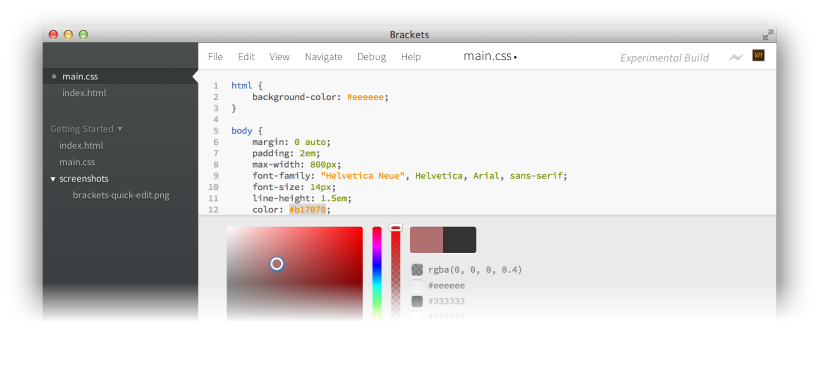 Brackets
File Edit View Navigate Debug Help
main.css •
Experimental Build
main.css
index.html
Getting Started ▾
index.html
main.css
▾ screenshots
brackets-quick-edit.png
1 html {
2 background-color: #eeeeee;
3 }
4
5 body {
6 margin: 0 auto;
7 padding: 2em;
8 max-width: 800px;
9 font-family: "Helvetica Neue", Helvetica, Arial, sans-serif;
10 font-size: 14px;
11 line-height: 1.5em;
12 color: #b17070;
rgba(0, 0, 0, 0.4)
#eeeeee
#333333